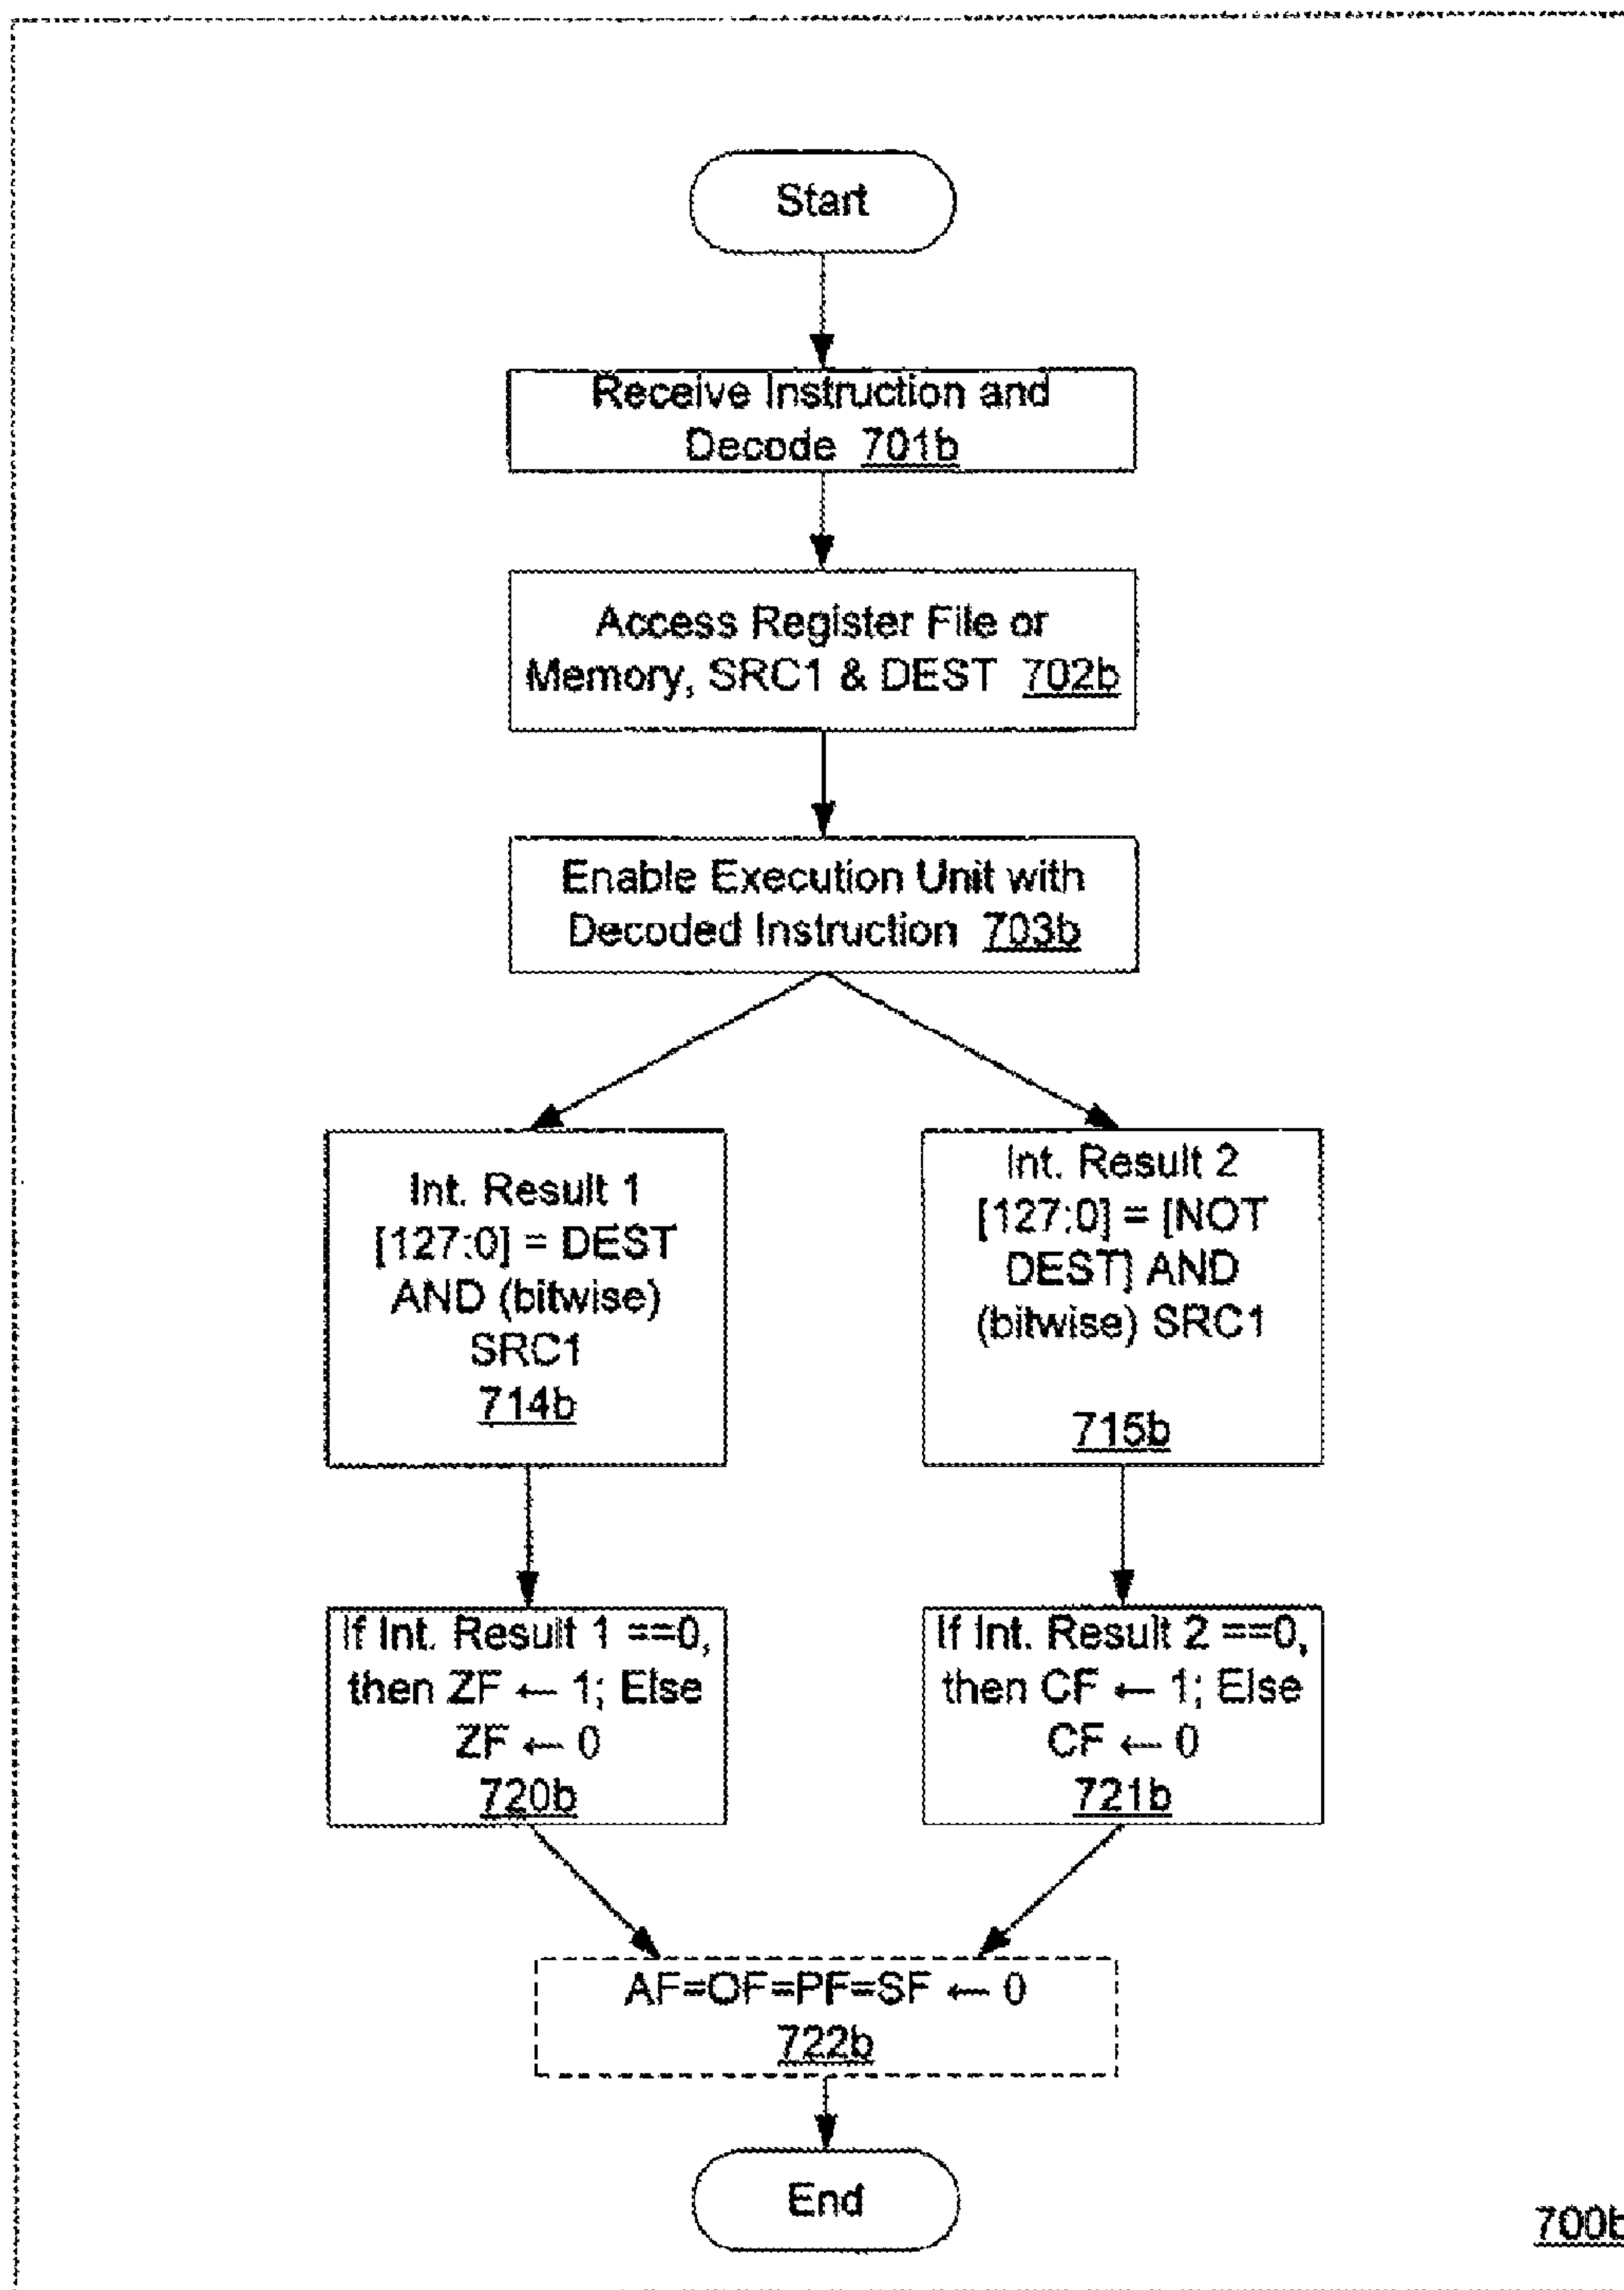 Start
Receive Instruction and
Decode 701b
Access Register File or
Memory, SRC1 & DEST 702b
Enable Execution Unit with
Decoded Instruction 703b
Int. Result 1
[127:0] = DEST
AND (bitwise)
SRC1
714b
Int. Result 2
[127:0] = [NOT
DEST] AND
(bitwise) SRC1
715b
If Int. Result 1 ==0,
then ZF ← 1; Else
ZF ← 0
720b
If Int. Result 2 ==0,
then CF ← 1; Else
CF ← 0
721b
AF=OF=PF=SF ← 0
722b
End
700b